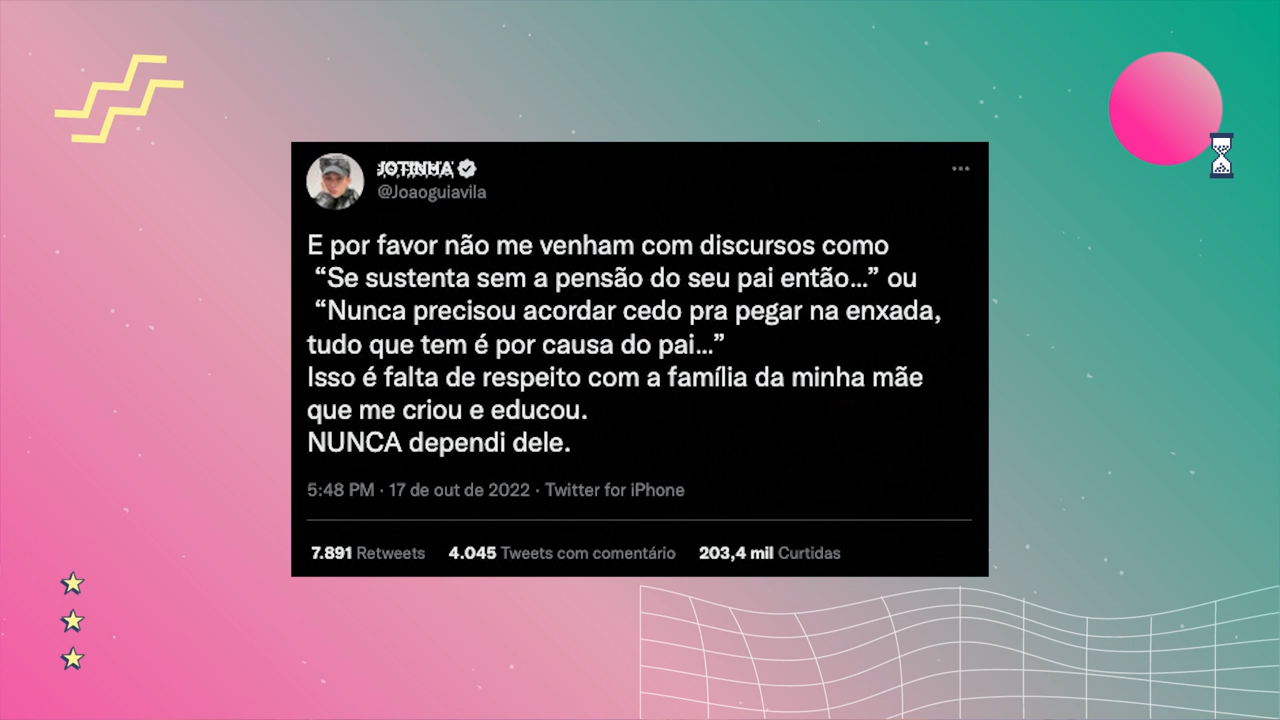 JOTINHA
@Joaoguiavila
E por favor não me venham com discursos como
“Se sustenta sem a pensão do seu pai então...” ou
“Nunca precisou acordar cedo pra pegar na enxada,
tudo que tem é por causa do pai...”
Isso é falta de respeito com a família da minha mãe
que me criou e educou.
NUNCA dependi dele.
5:48 PM · 17 de out de 2022 · Twitter for iPhone
7.891 Retweets 4.045 Tweets com comentário 203,4 mil Curtidas